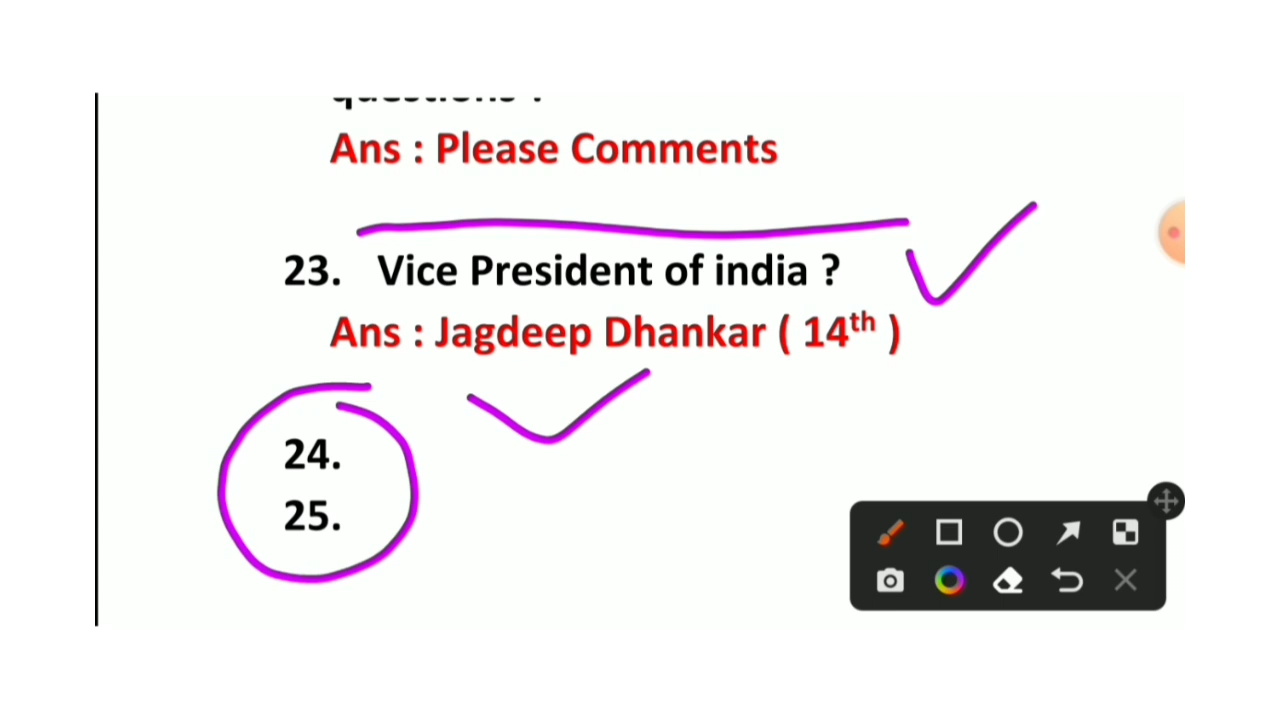 Ans : Please Comments
23. Vice President of india ?
Ans : Jagdeep Dhankar ( 14th )
24.
25.